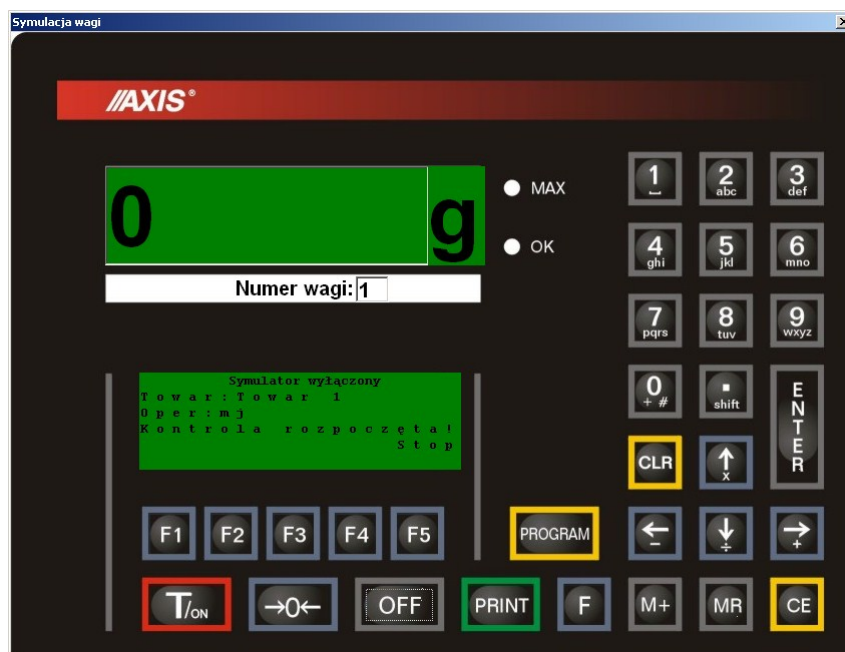 Symulacja wagi
//AXIS®
0 g
MAX
OK
Numer wagi: 1
Symulator wyłączony
Towar:Towar 1
Oper:mj
Kontrola rozpoczęta!
Stop
F1 F2 F3 F4 F5
PROGRAM
T/ON
→0←
OFF
PRINT
F
1
2 abc
3 def
4 ghi
5 jkl
6 mno
7 pqrs
8 tuv
9 wxyz
0 + #
. shift
ENTER
CLR
↑ x
← −
↓ ÷
→ +
M+
MR
CE